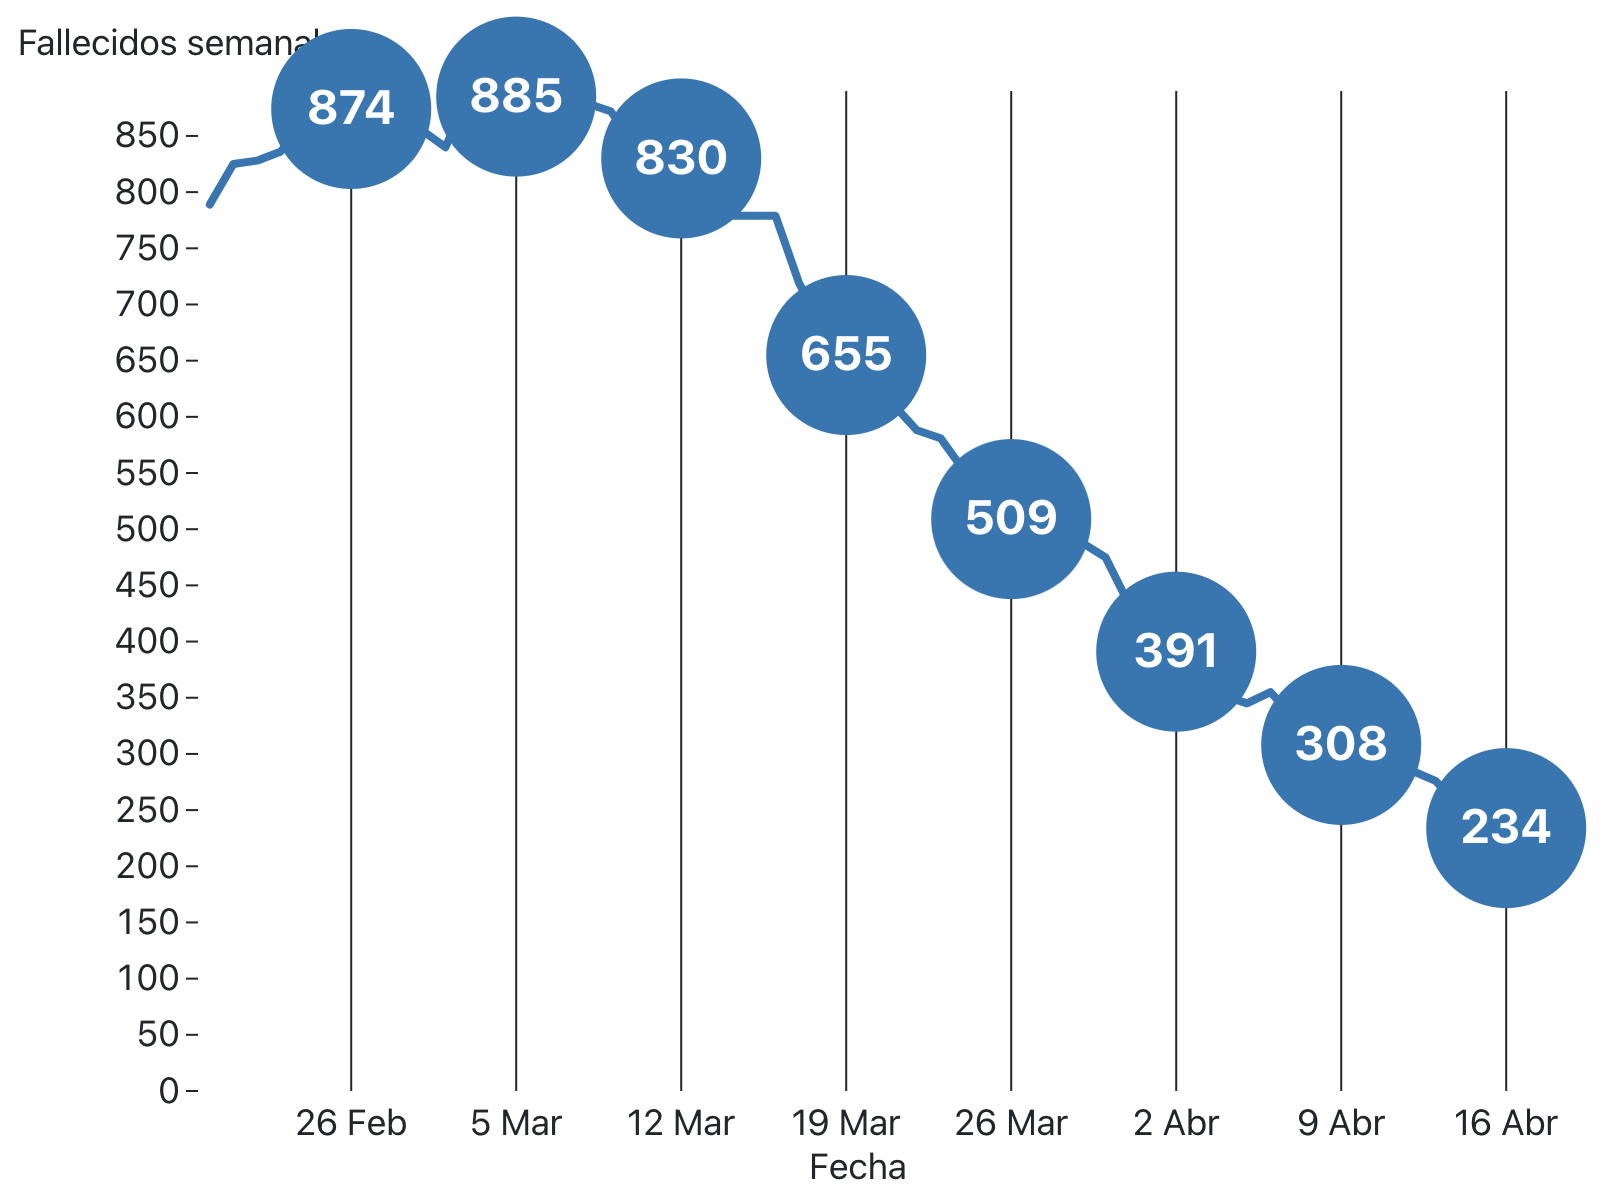 Fallecidos semanal
874
885
830
655
509
391
308
234
850
800
750
700
650
600
550
500
450
400
350
300
250
200
150
100
50
0
26 Feb
5 Mar
12 Mar
19 Mar
26 Mar
2 Abr
9 Abr
16 Abr
Fecha